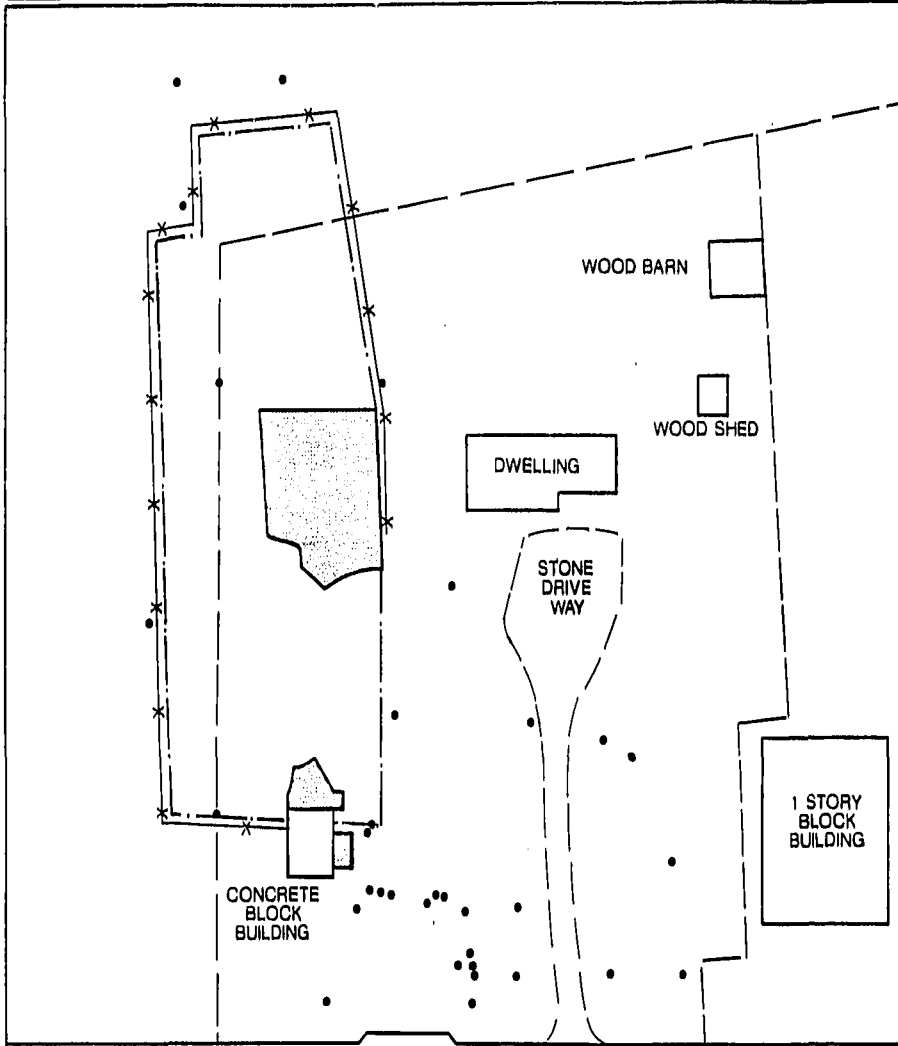 WOOD BARN
WOOD SHED
DWELLING
STONE
DRIVE
WAY
1 STORY
BLOCK
BUILDING
CONCRETE
BLOCK
BUILDING